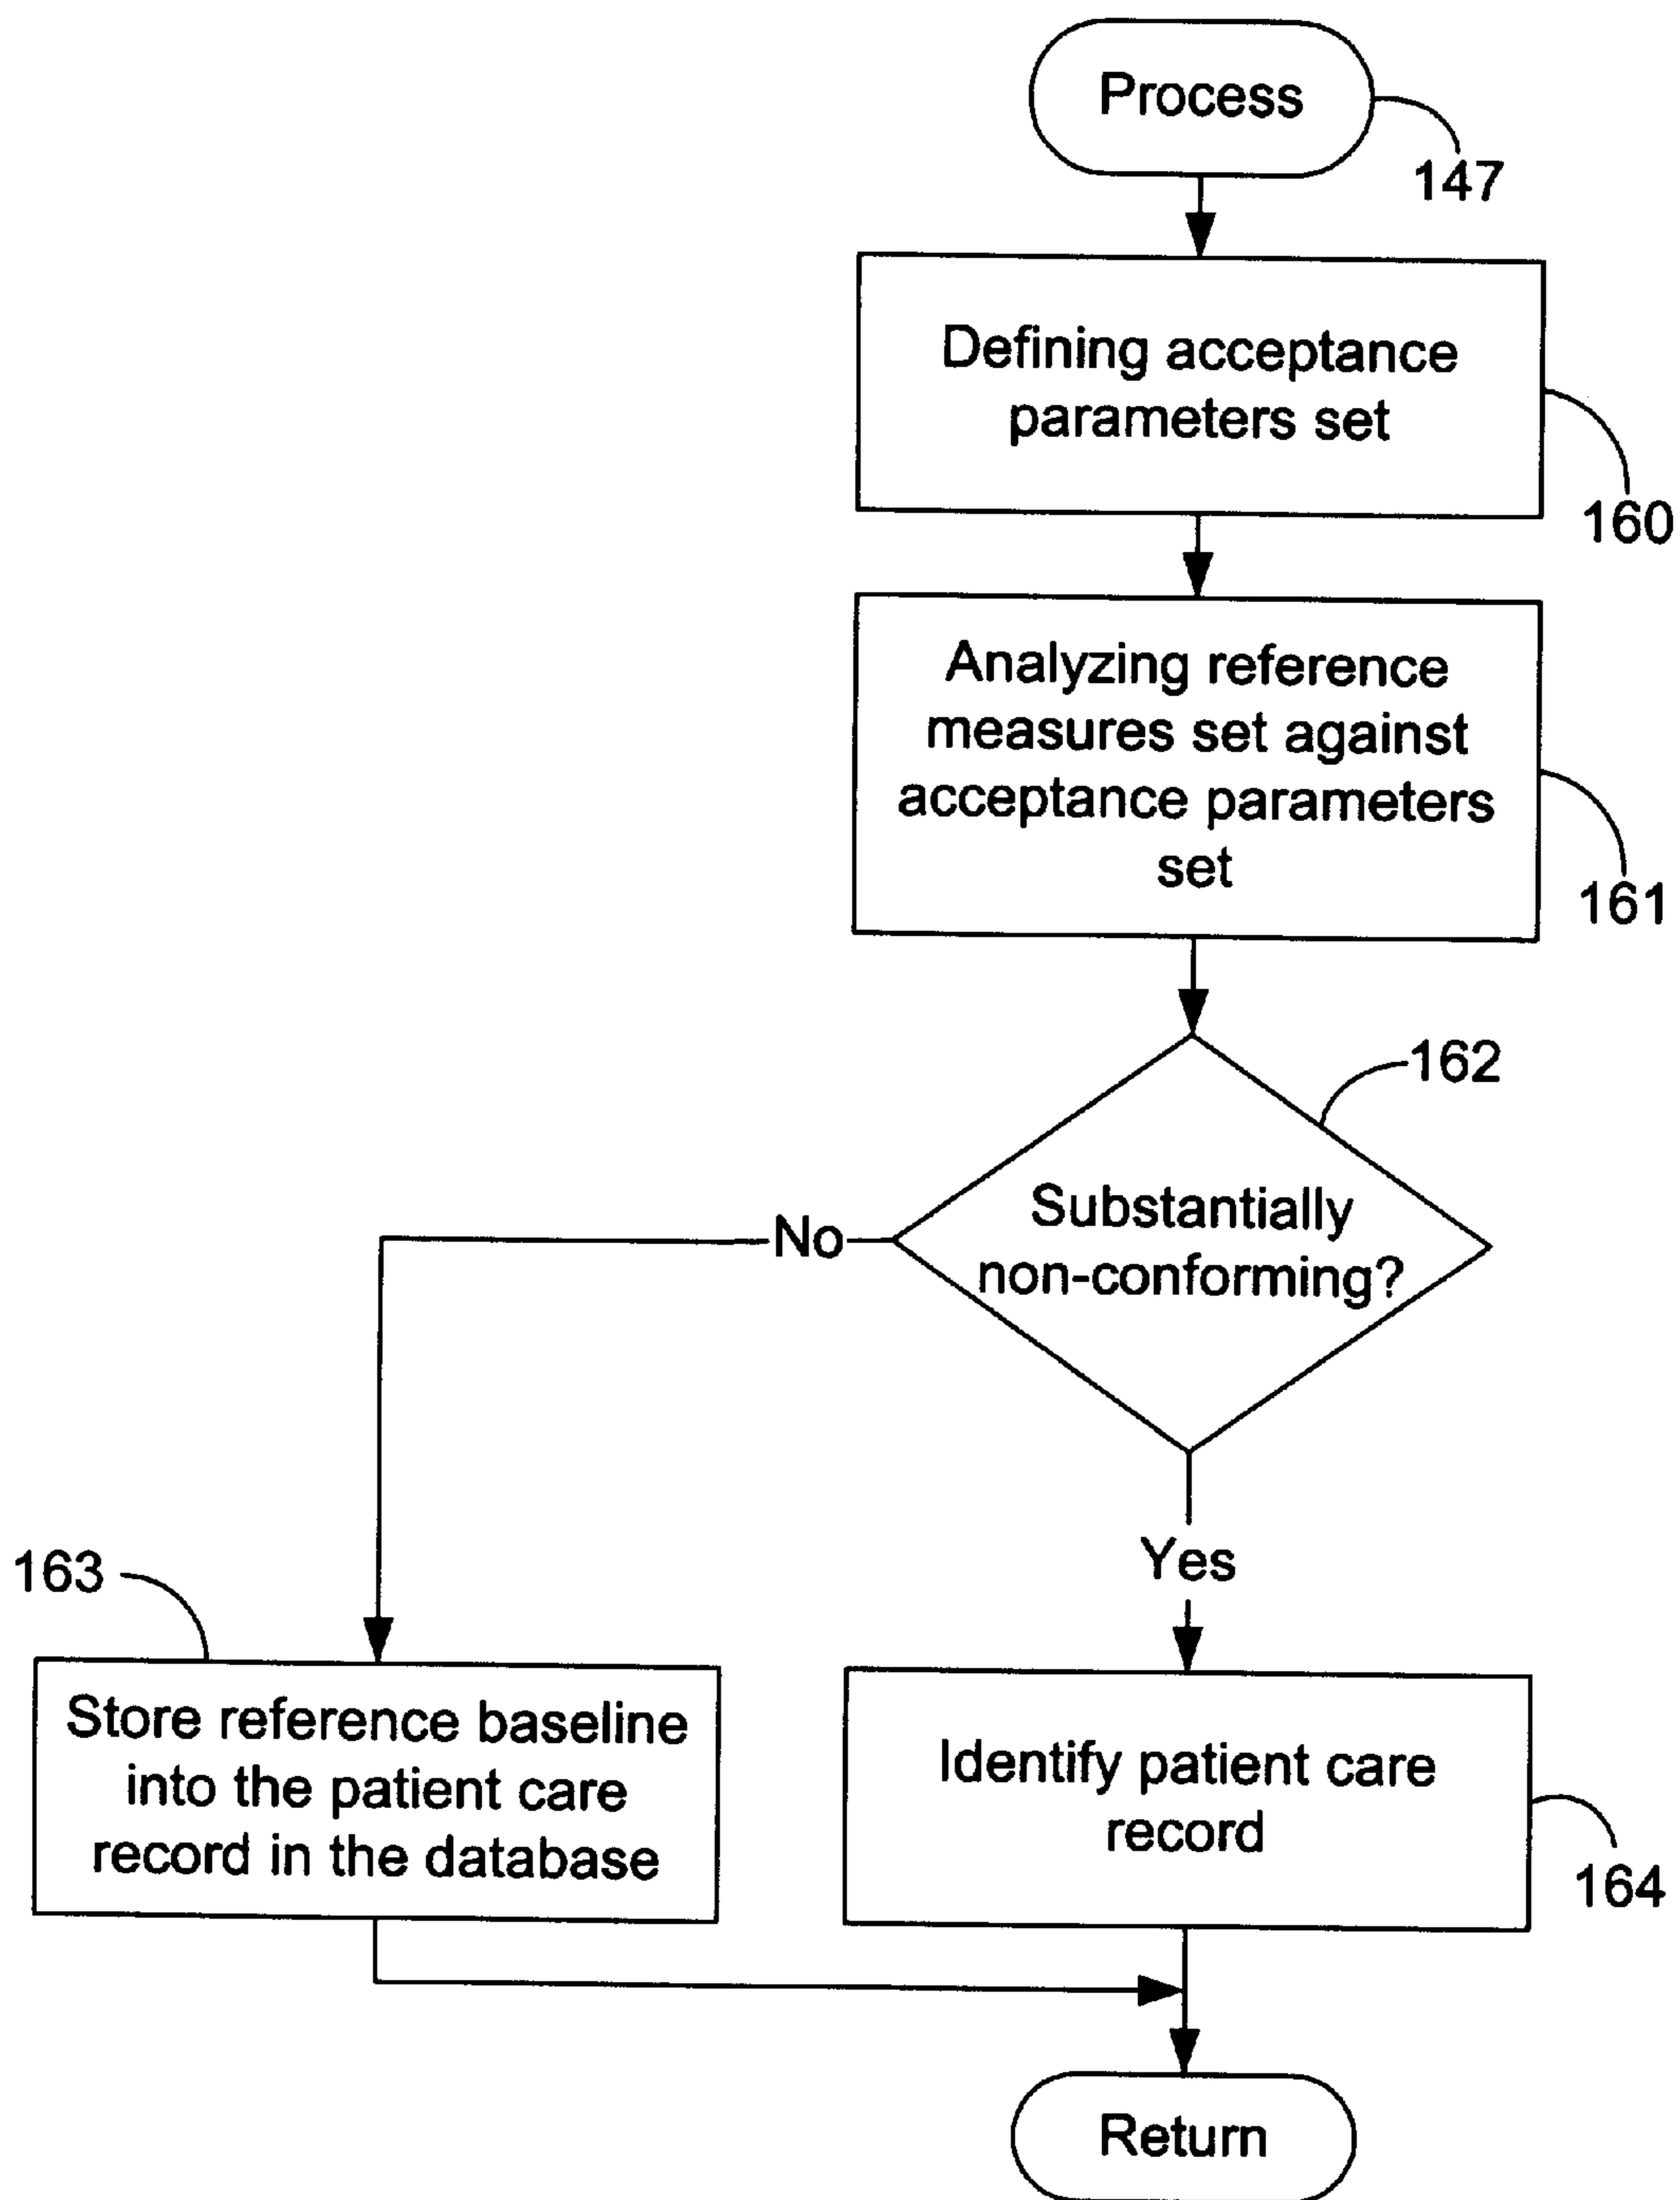 Process
147
Defining acceptance
parameters set
160
Analyzing reference
measures set against
acceptance parameters
set
161
162
Substantially
non-conforming?
No
Yes
163
Store reference baseline
into the patient care
record in the database
Identify patient care
record
164
Return